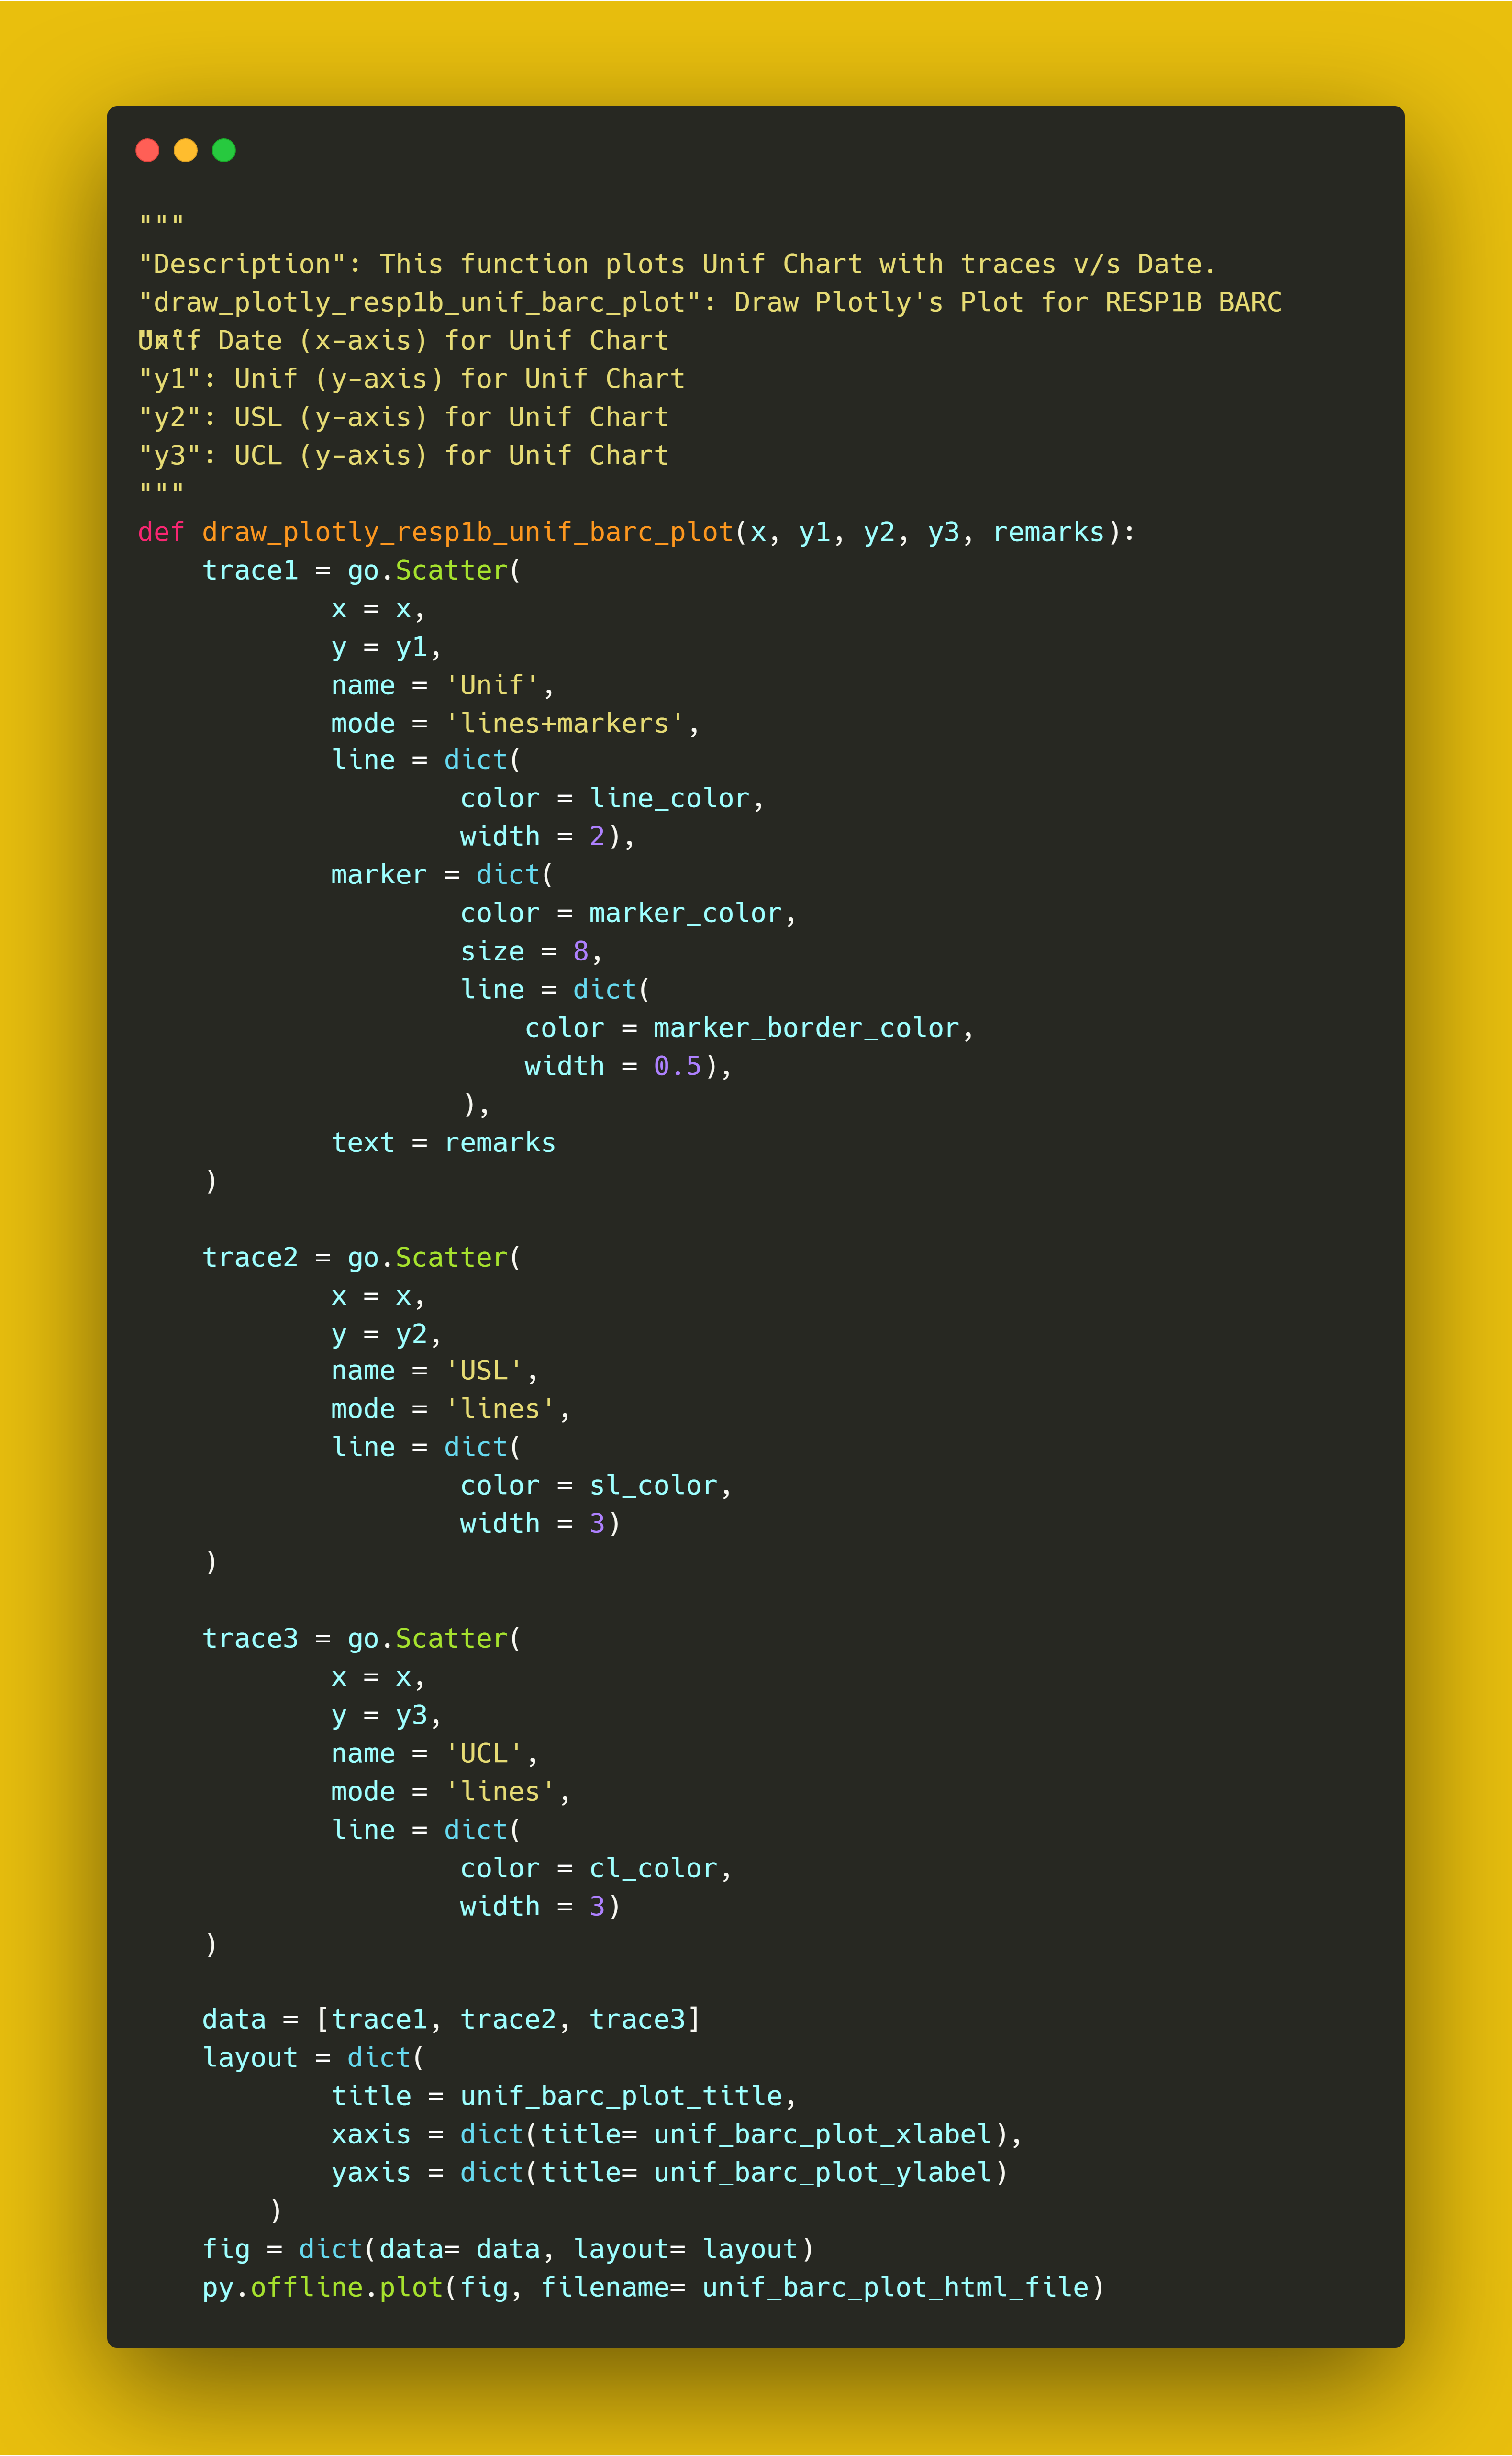 """
"Description": This function plots Unif Chart with traces v/s Date.
"draw_plotly_resp1b_unif_barc_plot": Draw Plotly's Plot for RESP1B BARC
Unif
"x": Date (x-axis) for Unif Chart
"y1": Unif (y-axis) for Unif Chart
"y2": USL (y-axis) for Unif Chart
"y3": UCL (y-axis) for Unif Chart
"""
def draw_plotly_resp1b_unif_barc_plot(x, y1, y2, y3, remarks):
    trace1 = go.Scatter(
            x = x,
            y = y1,
            name = 'Unif',
            mode = 'lines+markers',
            line = dict(
                    color = line_color,
                    width = 2),
            marker = dict(
                    color = marker_color,
                    size = 8,
                    line = dict(
                        color = marker_border_color,
                        width = 0.5),
                    ),
            text = remarks
    )

    trace2 = go.Scatter(
            x = x,
            y = y2,
            name = 'USL',
            mode = 'lines',
            line = dict(
                    color = sl_color,
                    width = 3)
    )

    trace3 = go.Scatter(
            x = x,
            y = y3,
            name = 'UCL',
            mode = 'lines',
            line = dict(
                    color = cl_color,
                    width = 3)
    )

    data = [trace1, trace2, trace3]
    layout = dict(
            title = unif_barc_plot_title,
            xaxis = dict(title= unif_barc_plot_xlabel),
            yaxis = dict(title= unif_barc_plot_ylabel)
        )
    fig = dict(data= data, layout= layout)
    py.offline.plot(fig, filename= unif_barc_plot_html_file)